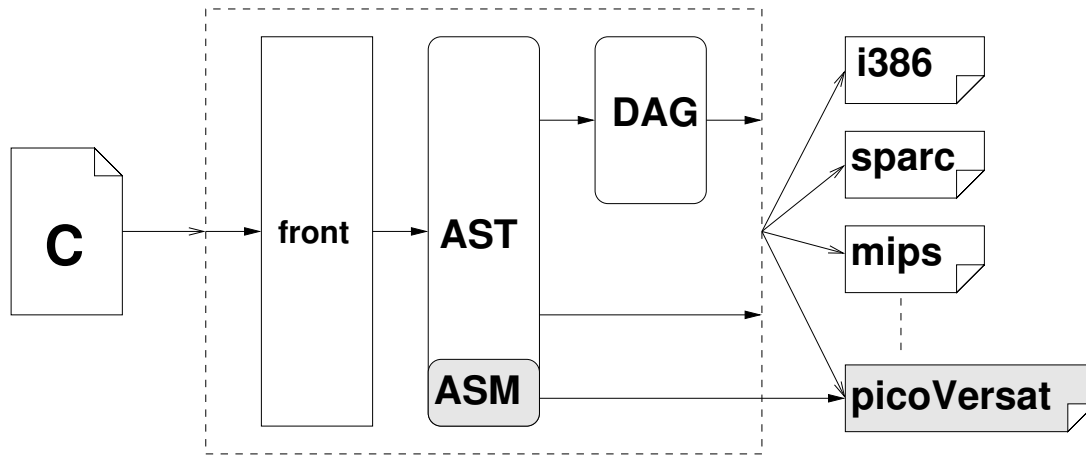 C
front
AST
ASM
DAG
i386
sparc
mips
picoVersat